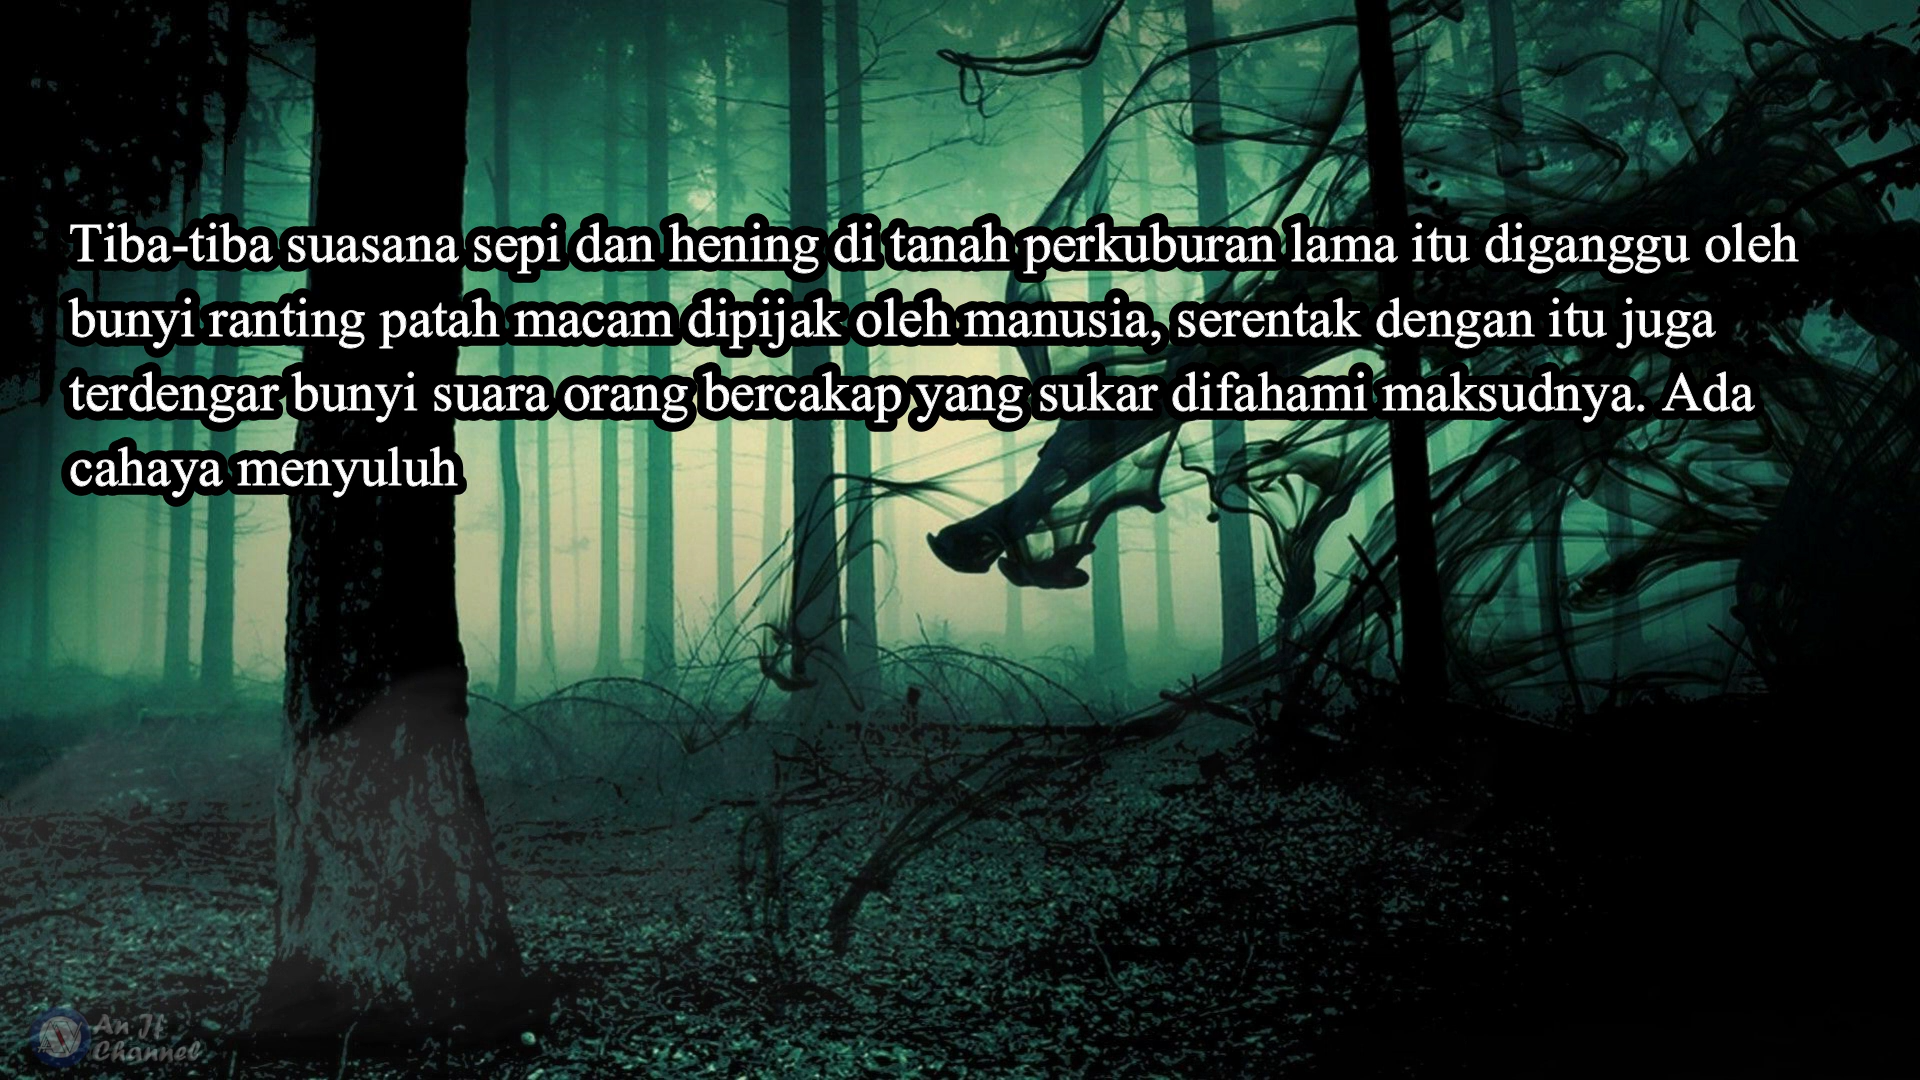 Tiba-tiba suasana sepi dan hening di tanah perkuburan lama itu diganggu oleh
bunyi ranting patah macam dipijak oleh manusia, serentak dengan itu juga
terdengar bunyi suara orang bercakap yang sukar difahami maksudnya. Ada
cahaya menyuluh
An Jf
Channel